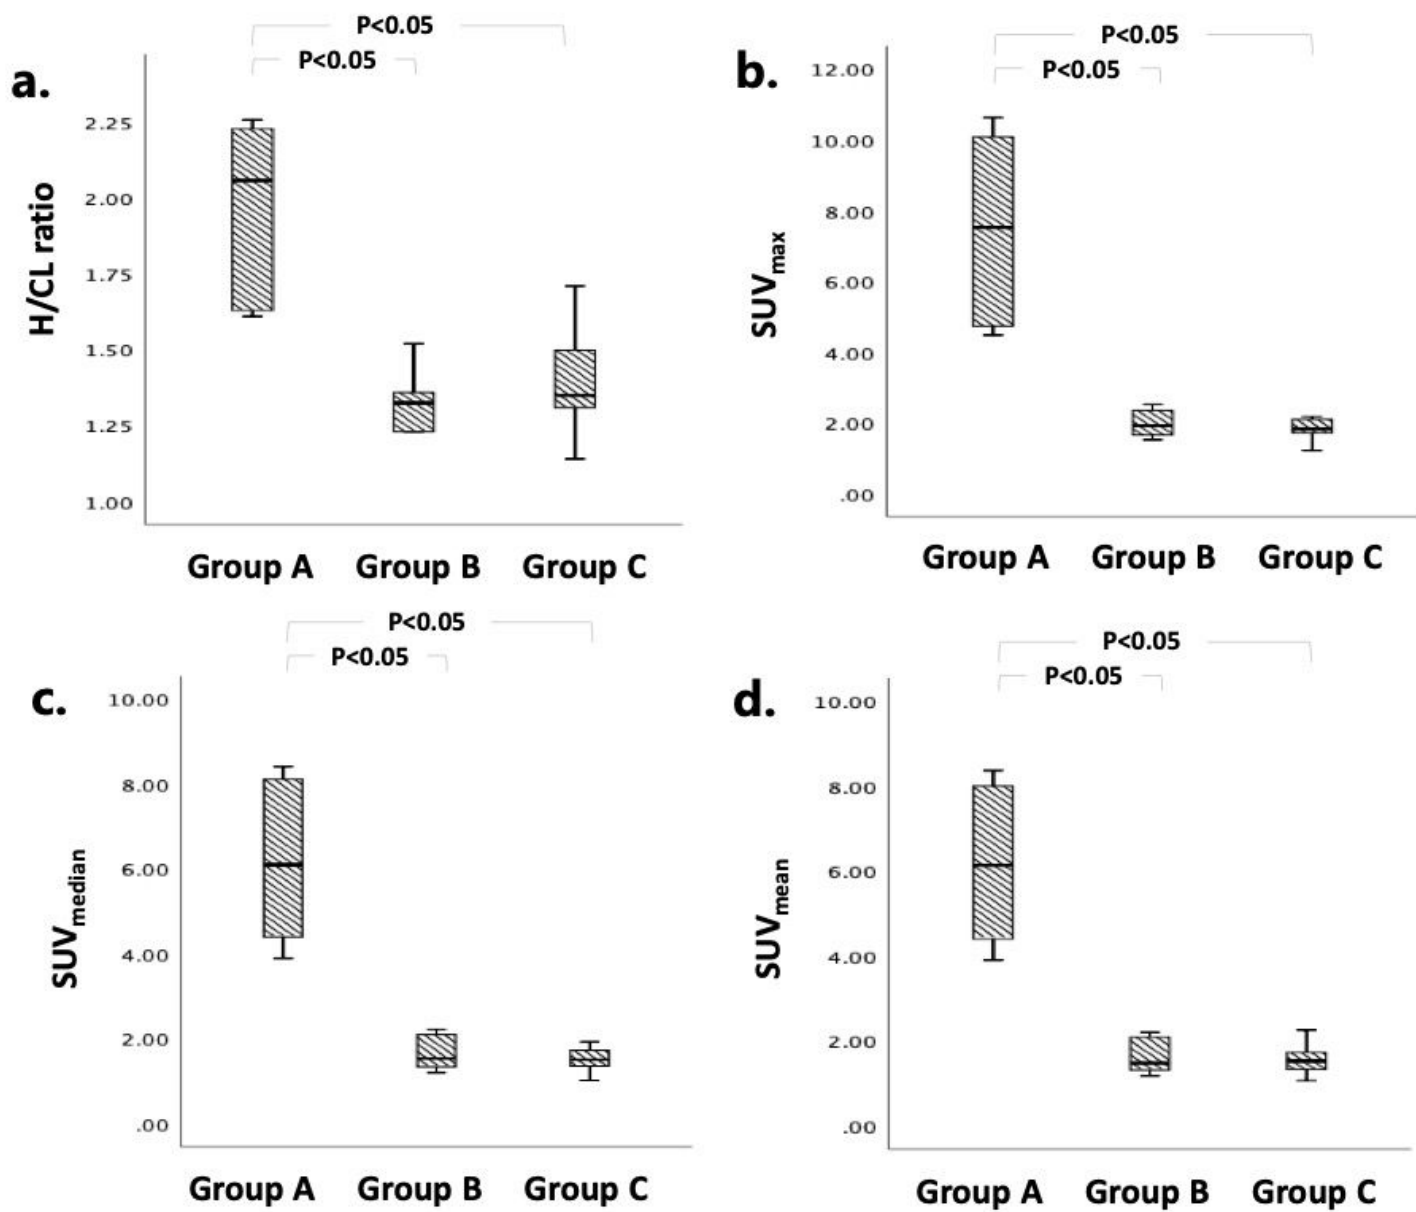 a.
P<0.05
P<0.05
H/CL ratio
2.25
2.00
1.75
1.50
1.25
1.00
Group A Group B Group C
b.
P<0.05
P<0.05
SUVmax
12.00
10.00
8.00
6.00
4.00
2.00
.00
Group A Group B Group C
c.
P<0.05
P<0.05
SUVmedian
10.00
8.00
6.00
4.00
2.00
.00
Group A Group B Group C
d.
P<0.05
P<0.05
SUVmean
10.00
8.00
6.00
4.00
2.00
.00
Group A Group B Group C